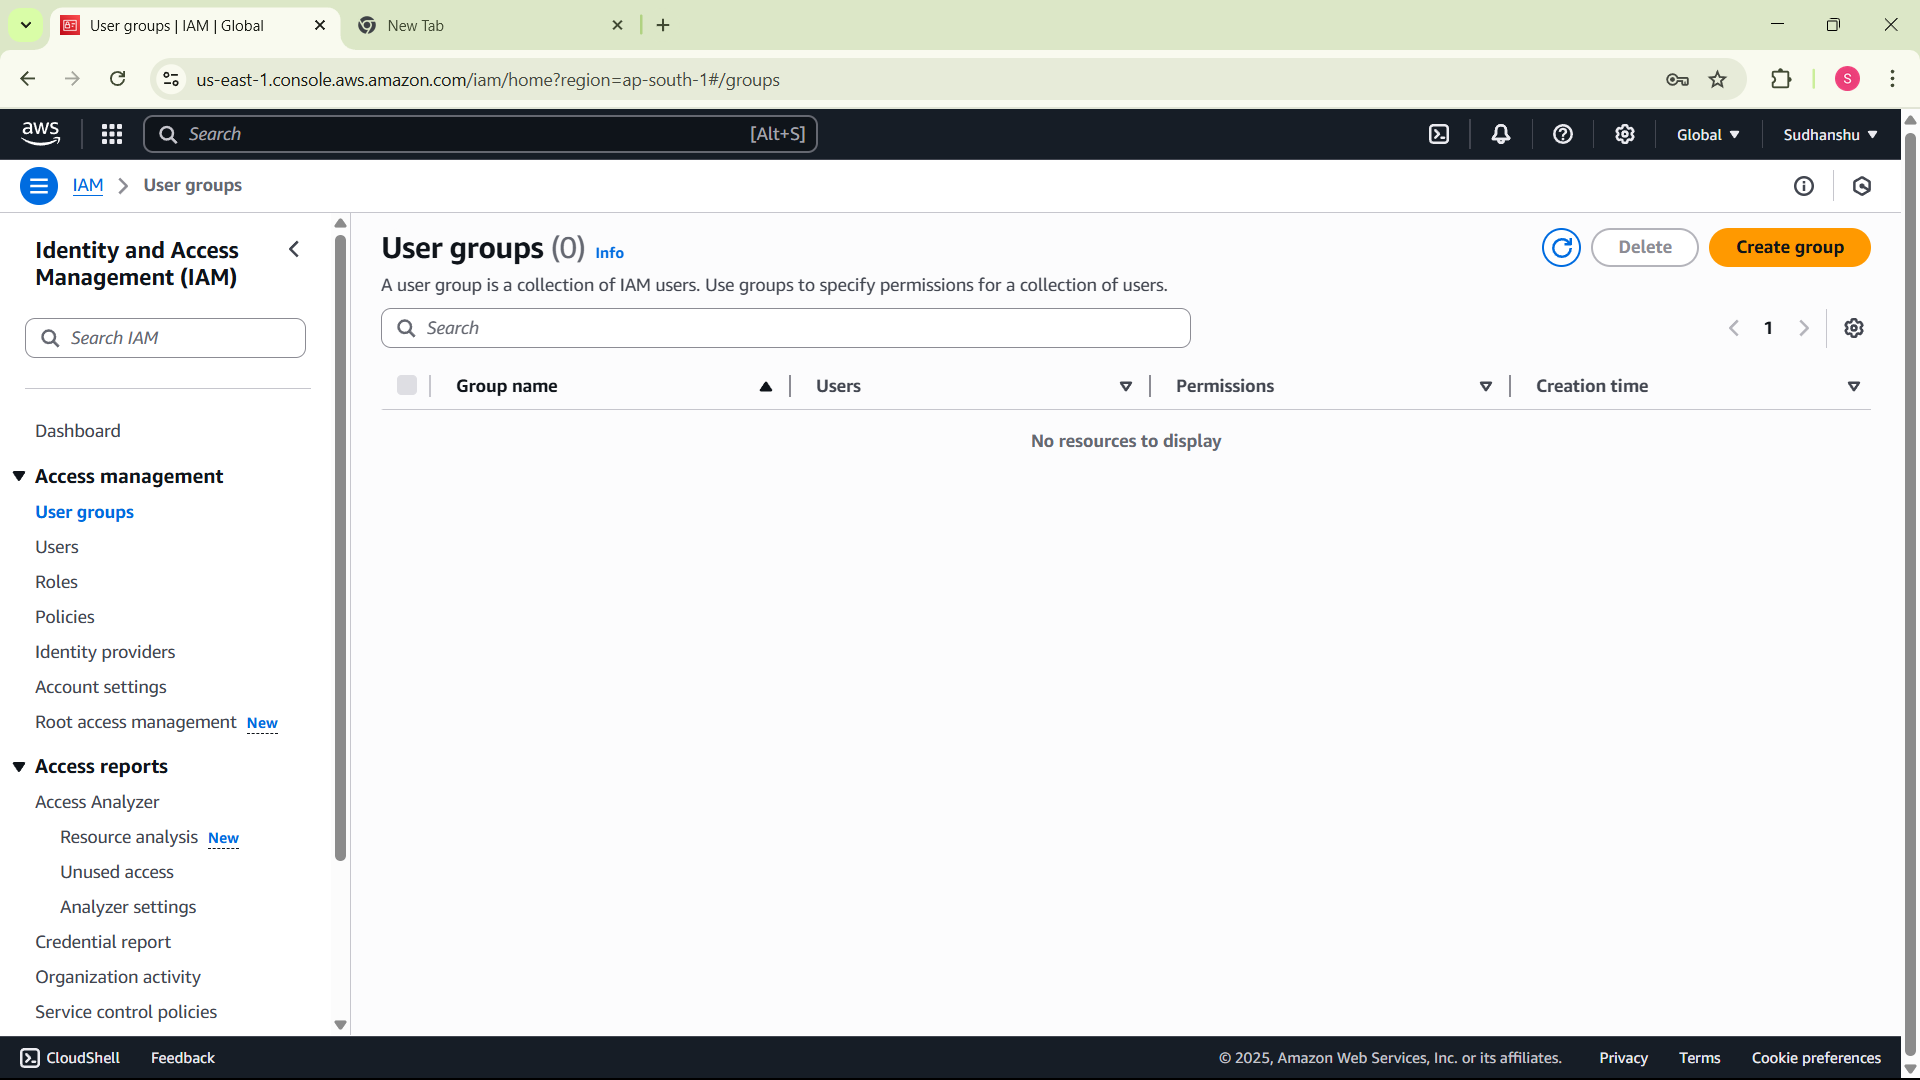 User groups | IAM | Global
New Tab
us-east-1.console.aws.amazon.com/iam/home?region=ap-south-1#/groups
S
aws
Search
[Alt+S]
Global
Sudhanshu
IAM
User groups
Identity and Access
Management (IAM)
Search IAM
Dashboard
Access management
User groups
Users
Roles
Policies
Identity providers
Account settings
Root access management New
Access reports
Access Analyzer
Resource analysis New
Unused access
Analyzer settings
Credential report
Organization activity
Service control policies
User groups (0) Info
Delete
Create group
A user group is a collection of IAM users. Use groups to specify permissions for a collection of users.
Search
1
Group name
Users
Permissions
Creation time
No resources to display
CloudShell
Feedback
© 2025, Amazon Web Services, Inc. or its affiliates.
Privacy
Terms
Cookie preferences